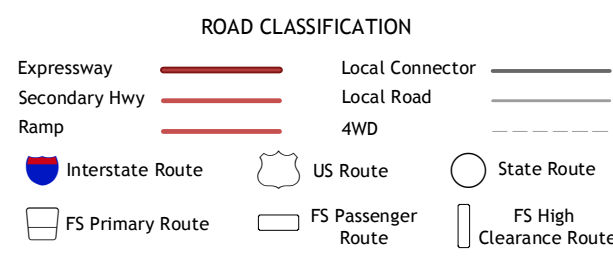 ROAD CLASSIFICATION
Expressway
Local Connector
Secondary Hwy
Local Road
Ramp
4WD
Interstate Route
US Route
State Route
FS Primary Route
FS Passenger
Route
FS High
Clearance Route